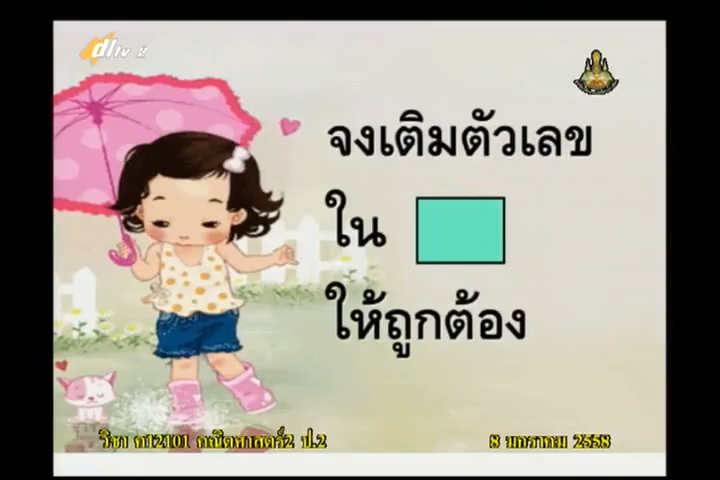 dltv 2
จงเติมตัวเลข
ใน
ให้ถูกต้อง
วิชา ค12101 คณิตศาสตร์2 ป.2
8 มกราคม 2558